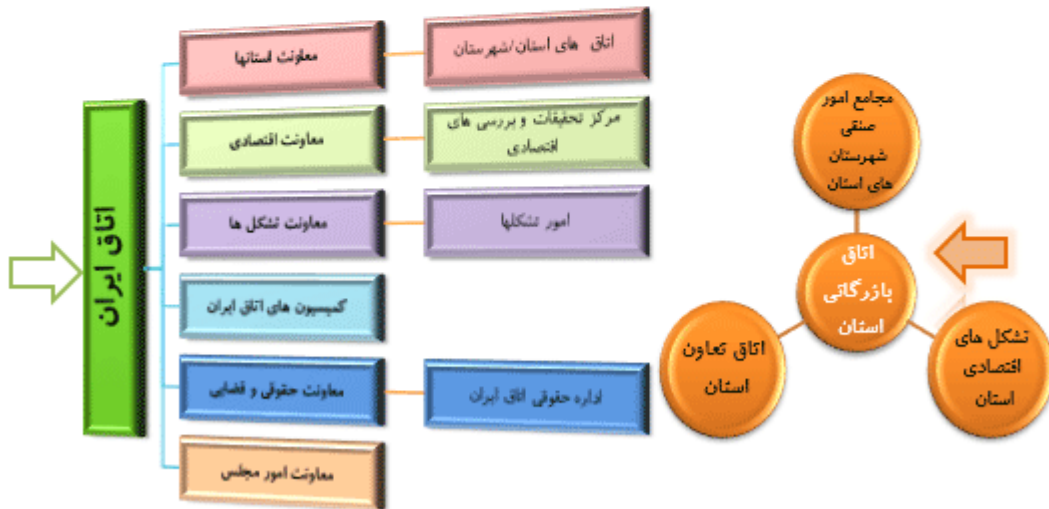 اتاق ایران
معاونت استانها
اتاق های استان/شهرستان
معاونت اقتصادی
مرکز تحقیقات و بررسی های
اقتصادی
معاونت تشکل ها
امور تشکلها
کمیسیون های اتاق ایران
معاونت حقوقی و قضایی
اداره حقوقی اتاق ایران
معاونت امور مجلس
مجامع امور
صنفی
شهرستان
های استان
اتاق
بازرگانی
استان
تشکل های
اقتصادی
استان
اتاق تعاون
استان